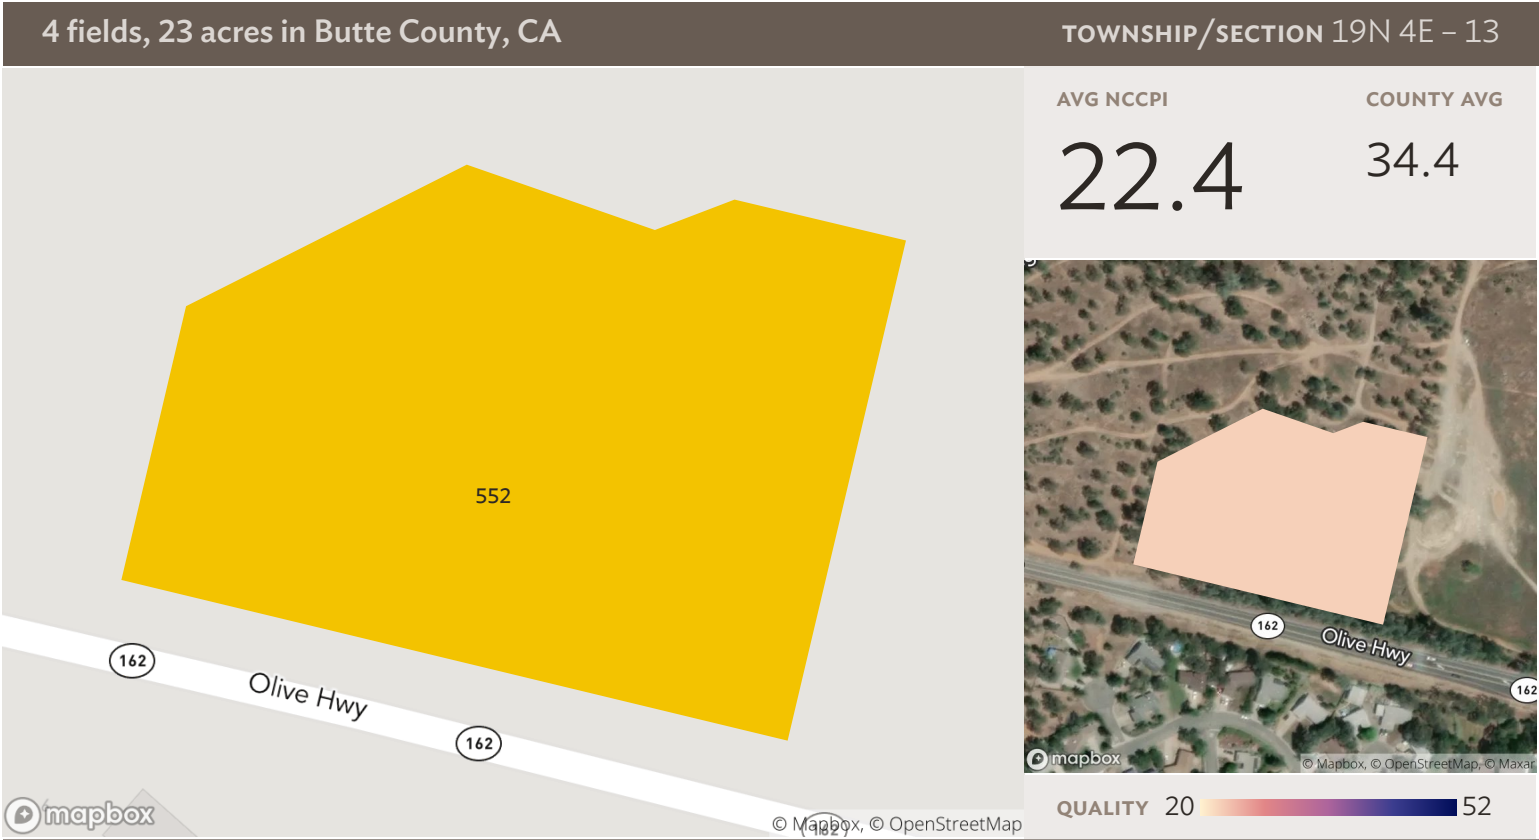 4 fields, 23 acres in Butte County, CA
TOWNSHIP/SECTION 19N 4E – 13
AVG NCCPI
COUNTY AVG
22.4
34.4
552
162
Olive Hwy
162
162
mapbox
© Mapbox, © OpenStreetMap
162
Olive Hwy
162
mapbox
© Mapbox, © OpenStreetMap, © Maxar
QUALITY 20 52